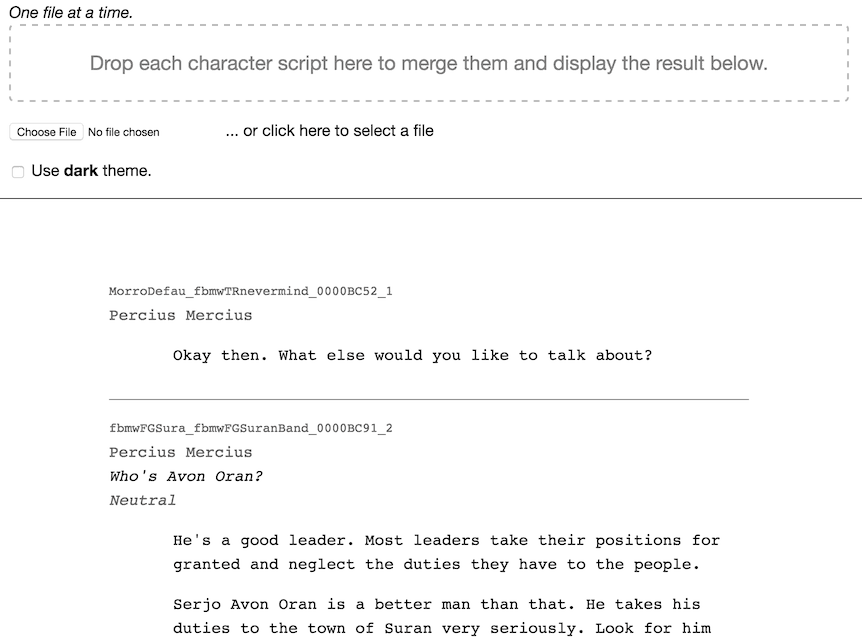 One file at a time.
Drop each character script here to merge them and display the result below.
Choose File No file chosen ... or click here to select a file
Use dark theme.
MorroDefau_fbmwTRnevermind_0000BC52_1
Percius Mercius
Okay then. What else would you like to talk about?
fbmwFGSura_fbmwFGSuranBand_0000BC91_2
Percius Mercius
Who's Avon Oran?
Neutral
He's a good leader. Most leaders take their positions for
granted and neglect the duties they have to the people.
Serjo Avon Oran is a better man than that. He takes his
duties to the town of Suran very seriously. Look for him